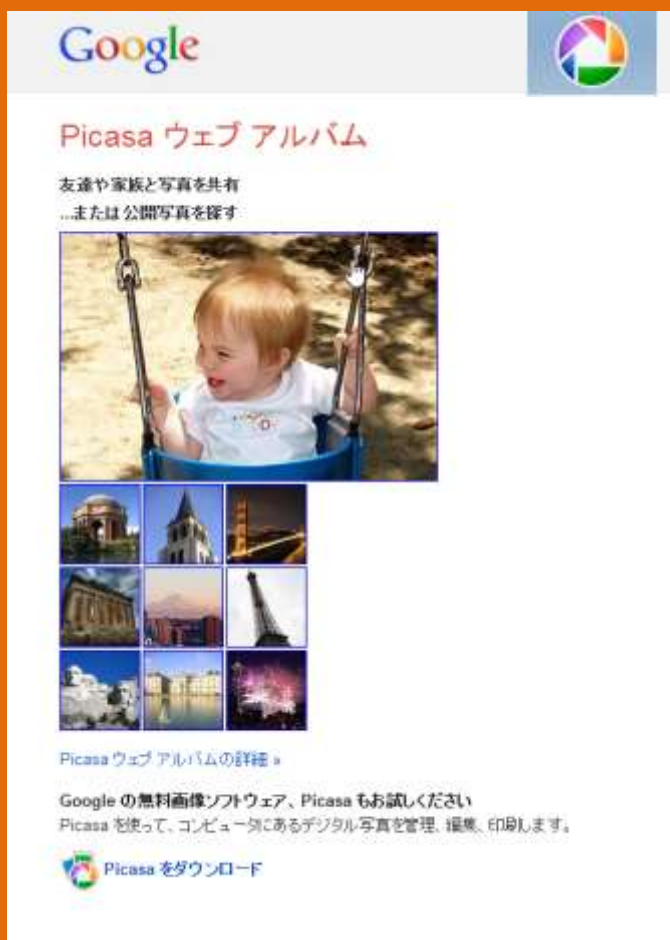 Google
Picasa ウェブ アルバム
友達や家族と写真を共有
...または公開写真を探す
Picasa ウェブ アルバムの詳細 »
Google の無料画像ソフトウェア、Picasa もお試しください
Picasa を使って、コンピュータにあるデジタル写真を管理、編集、印刷します。
Picasa をダウンロード